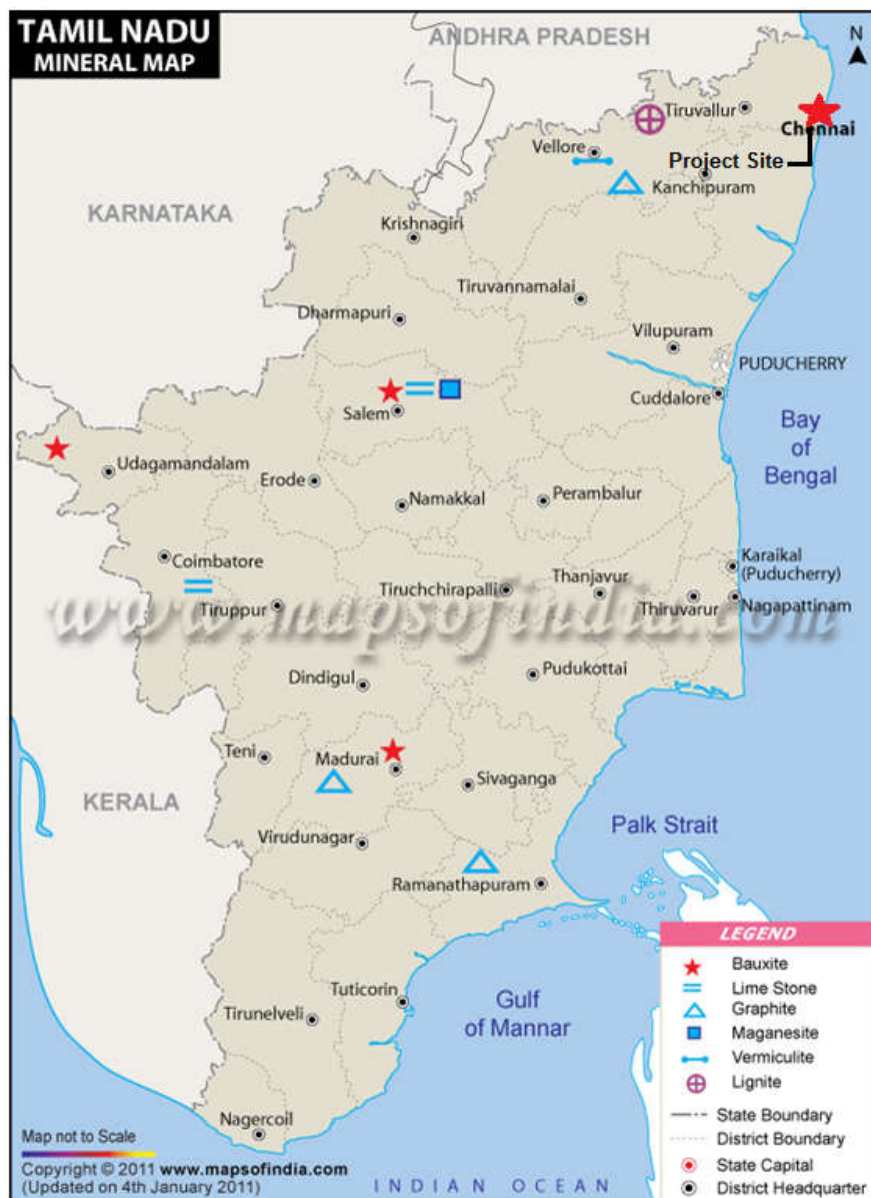 TAMIL NADU
MINERAL MAP
ANDHRA PRADESH
N
Tiruvallur
Chennai
Vellore
Project Site
Kanchipuram
KARNATAKA
Krishnagiri
Tiruvannamalai
Dharmapuri
Vilupuram
PUDUCHERRY
Cuddalore
Salem
Bay
of
Bengal
Udagamandalam
Erode
Namakkal
Perambalur
Coimbatore
Karaikal
(Puducherry)
Tiruchchirapalli
Thanjavur
Tiruppur
Thiruvarur
Nagapattinam
www.mapsofindia.com
Dindigul
Pudukottai
Teni
Madurai
Sivaganga
KERALA
Palk Strait
Virudunagar
Ramanathapuram
LEGEND
Bauxite
Lime Stone
Graphite
Maganesite
Vermiculite
Lignite
State Boundary
District Boundary
State Capital
District Headquarter
Tuticorin
Tirunelveli
Gulf
of Mannar
Nagercoil
Map not to Scale
Copyright © 2011 www.mapsofindia.com
(Updated on 4th January 2011)
INDIAN OCEAN